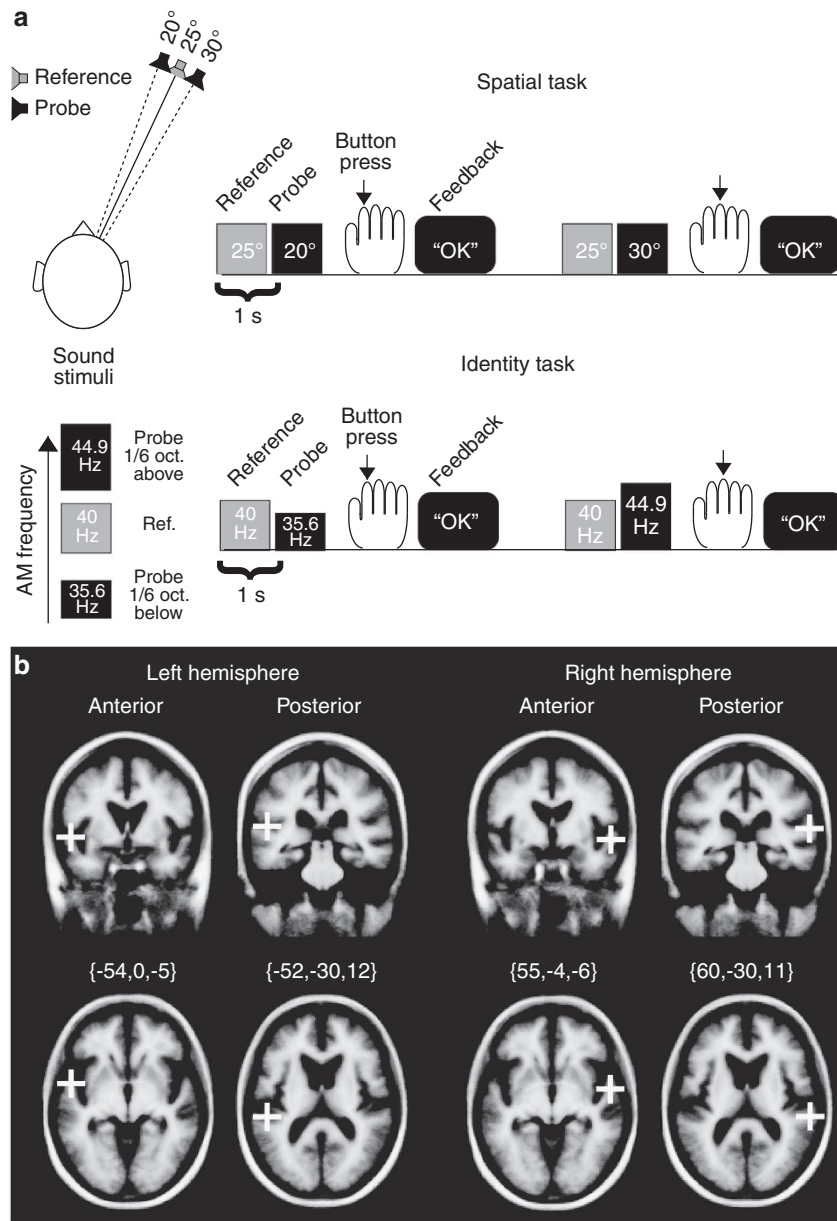 a
20°
25°
30°
Reference
Probe
Spatial task
Reference
Probe
Button
press
Feedback
25°
20°
"OK"
25°
30°
"OK"
1 s
Sound
stimuli
Identity task
AM frequency
44.9
Hz
Probe
1/6 oct.
above
40
Hz
Ref.
35.6
Hz
Probe
1/6 oct.
below
Reference
Probe
Button
press
Feedback
40
Hz
35.6
Hz
"OK"
40
Hz
44.9
Hz
"OK"
1 s
b
Left hemisphere
Right hemisphere
Anterior
Posterior
Anterior
Posterior
{-54,0,-5}
{-52,-30,12}
{55,-4,-6}
{60,-30,11}